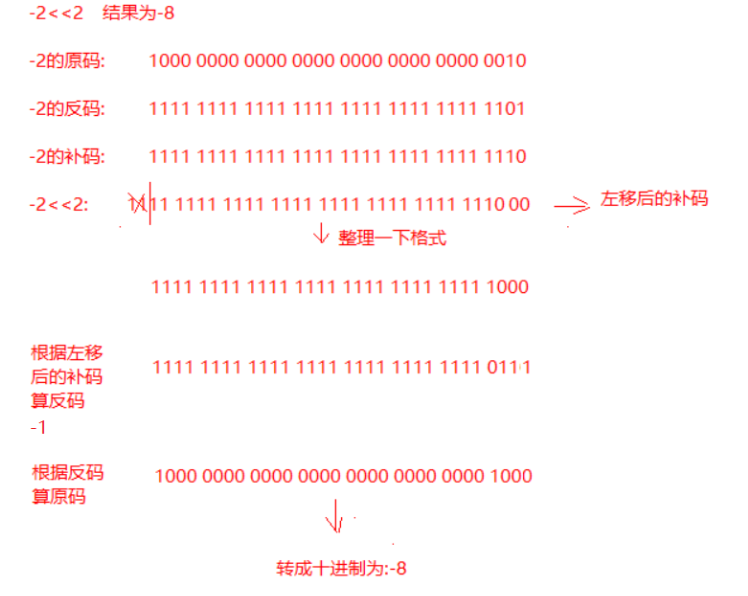 -2<<2 结果为-8
-2的原码: 1000 0000 0000 0000 0000 0000 0000 0010
-2的反码: 1111 1111 1111 1111 1111 1111 1111 1101
-2的补码: 1111 1111 1111 1111 1111 1111 1111 1110
-2<<2: 1111 1111 1111 1111 1111 1111 1111 1110 00 左移后的补码
整理一下格式
1111 1111 1111 1111 1111 1111 1111 1000
根据左移
后的补码
算反码
-1
1111 1111 1111 1111 1111 1111 1111 0111
根据反码
算原码
1000 0000 0000 0000 0000 0000 0000 1000
转成十进制为:-8